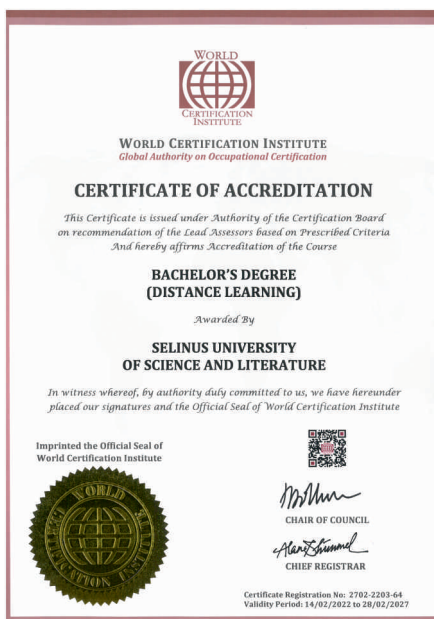 WORLD
CERTIFICATION
INSTITUTE
WORLD CERTIFICATION INSTITUTE
Global Authority on Occupational Certification
CERTIFICATE OF ACCREDITATION
This Certificate is issued under Authority of the Certification Board
on recommendation of the Lead Assessors based on Prescribed Criteria
And hereby affirms Accreditation of the Course
BACHELOR'S DEGREE
(DISTANCE LEARNING)
Awarded By
SELINUS UNIVERSITY
OF SCIENCE AND LITERATURE
In witness whereof, by authority duly committed to us, we have hereunder
placed our signatures and the Official Seal of World Certification Institute
Imprinted the Official Seal of
World Certification Institute
WORLD
CHAIR OF COUNCIL
CHIEF REGISTRAR
Certificate Registration No: 2702-2203-64
Validity Period: 14/02/2022 to 28/02/2027